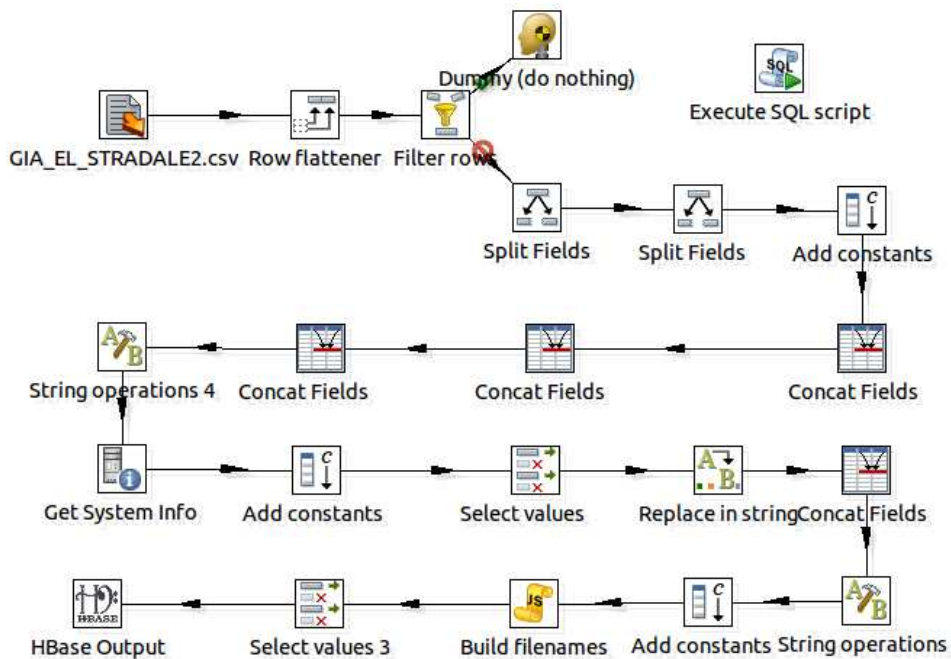 Dummy (do nothing)
SQL
Execute SQL script
GIA_EL_STRADALE2.csv
Row flattener
Filter rows
Split Fields
Split Fields
C
Add constants
A
B
String operations 4
Concat Fields
Concat Fields
Concat Fields
Get System Info
C
Add constants
Select values
A
B
Replace in string
Concat Fields
HBASE
HBase Output
Select values 3
JS
Build filenames
C
Add constants
A
B
String operations